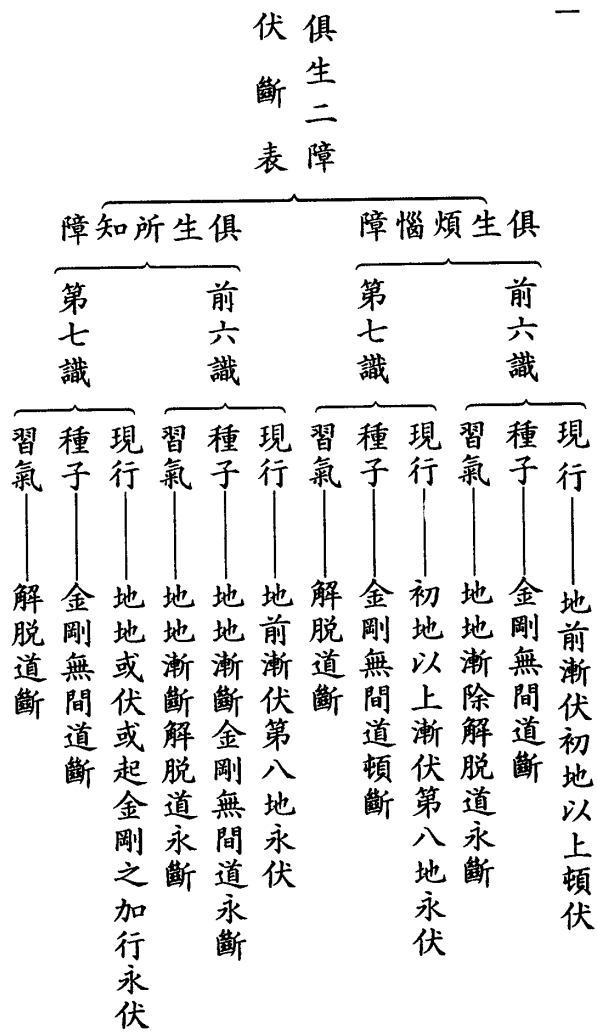 一
俱生二障
伏斷表
俱生煩惱障
前六識
現行
地前漸伏初地以上頓伏
種子
金剛無間道斷
習氣
地地漸除解脱道永斷
第七識
現行
初地以上漸伏第八地永伏
種子
金剛無間道頓斷
習氣
解脱道斷
俱生所知障
前六識
現行
地前漸伏第八地永伏
種子
地地漸斷金剛無間道永斷
習氣
地地漸斷解脱道永斷
第七識
現行
地地或伏或起金剛之加行永伏
種子
金剛無間道斷
習氣
解脱道斷